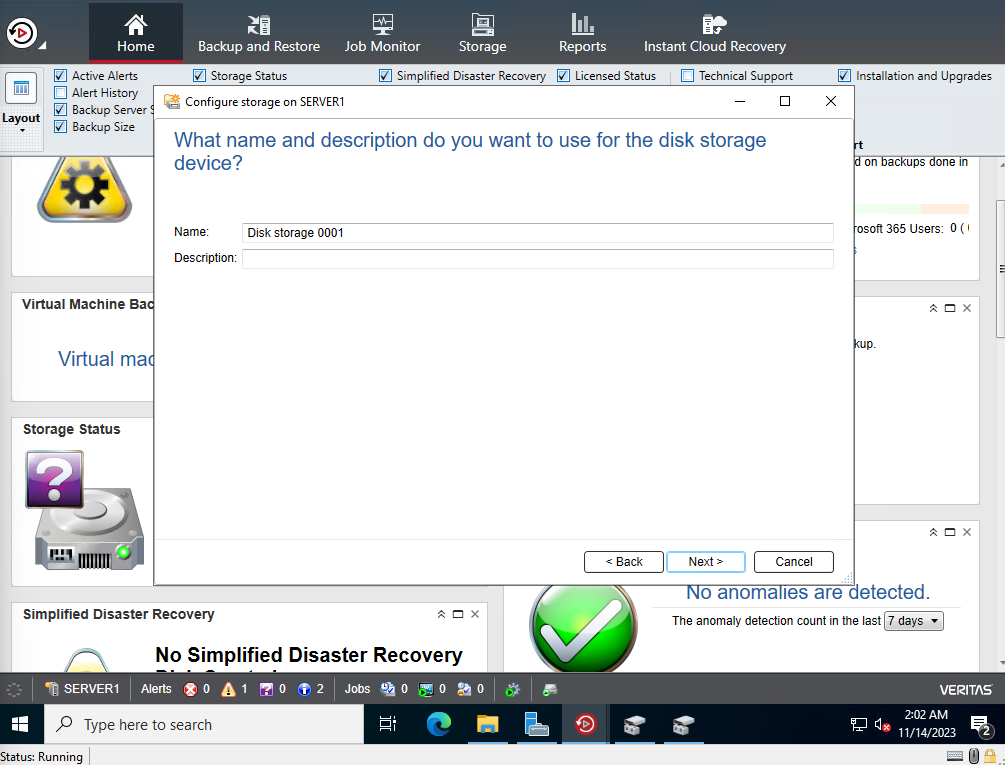 Home
Backup and Restore
Job Monitor
Storage
Reports
Instant Cloud Recovery
Layout
Active Alerts
Alert History
Backup Server S
Backup Size
Storage Status
Simplified Disaster Recovery
Licensed Status
Technical Support
Installation and Upgrades
Configure storage on SERVER1
What name and description do you want to use for the disk storage
device?
Name:
Disk storage 0001
Description:
< Back
Next >
Cancel
rt
d on backups done in
rosoft 365 Users: 0 (
kup.
Virtual Machine Bac
Virtual mac
Storage Status
?
Simplified Disaster Recovery
No Simplified Disaster Recovery
No anomalies are detected.
The anomaly detection count in the last
7 days
SERVER1
Alerts
0
1
0
2
Jobs
0
0
0
VERITAS
Type here to search
2:02 AM
11/14/2023
2
Status: Running